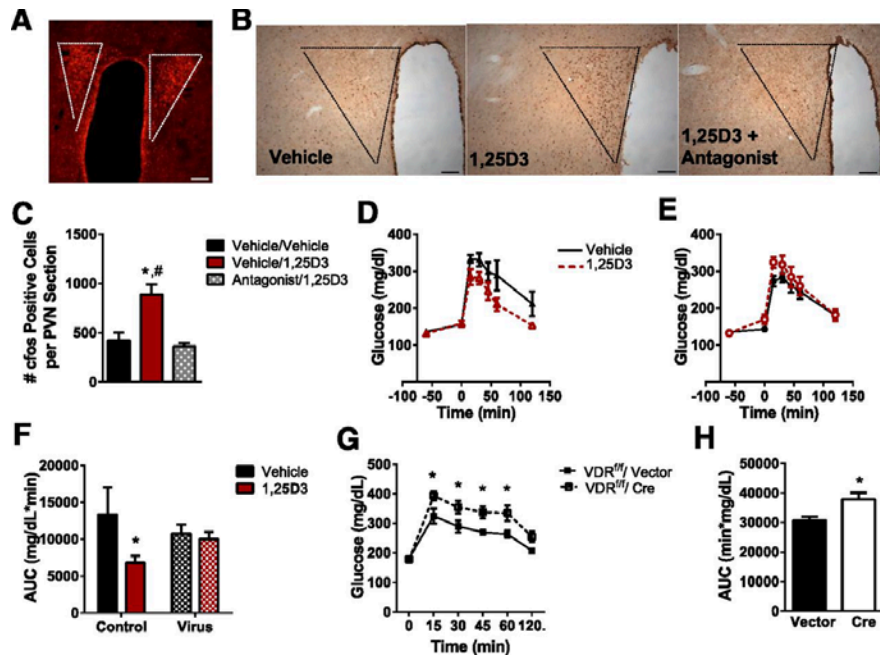 A
B
Vehicle
1,25D3
1,25D3 +
Antagonist
C
# cfos Positive Cells
per PVN Section
1500
1000
500
0
*,#
Vehicle/Vehicle
Vehicle/1,25D3
Antagonist/1,25D3
D
Glucose (mg/dl)
400
300
200
100
-100 -50 0 50 100 150
Time (min)
Vehicle
1,25D3
E
Glucose (mg/dl)
400
300
200
100
-100 -50 0 50 100 150
Time (min)
F
AUC (mg/dL*min)
20000
15000
10000
5000
0
*
Control Virus
Vehicle
1,25D3
G
Glucose (mg/dL)
500
400
300
200
100
0
* * * *
0 15 30 45 60 120.
Time (min)
VDRf/f/ Vector
VDRf/f/ Cre
H
AUC (min*mg/dL)
50000
40000
30000
20000
10000
0
*
Vector Cre